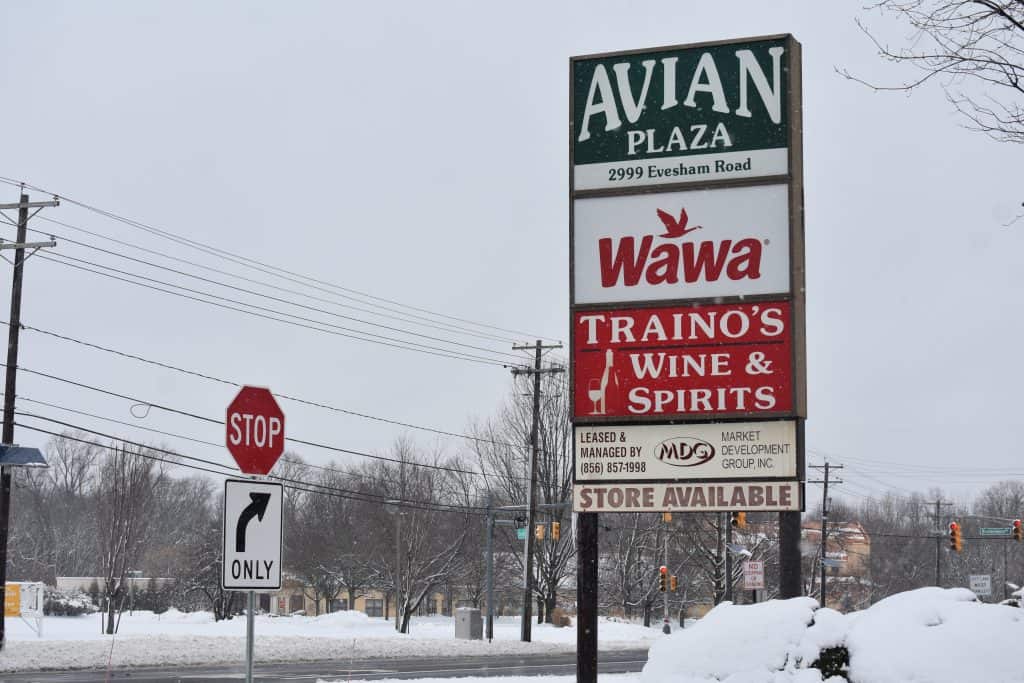 AVIAN
PLAZA
2999 Evesham Road
Wawa®
TRAINO'S
WINE &
SPIRITS
LEASED &
MANAGED BY
(856) 857-1998
MDG
MARKET
DEVELOPMENT
GROUP, INC.
STORE AVAILABLE
STOP
ONLY